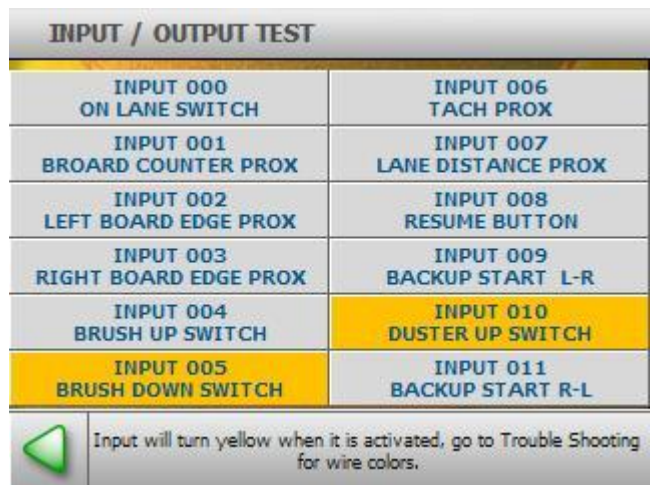 INPUT / OUTPUT TEST
INPUT 000
ON LANE SWITCH
INPUT 006
TACH PROX
INPUT 001
BROARD COUNTER PROX
INPUT 007
LANE DISTANCE PROX
INPUT 002
LEFT BOARD EDGE PROX
INPUT 008
RESUME BUTTON
INPUT 003
RIGHT BOARD EDGE PROX
INPUT 009
BACKUP START L-R
INPUT 004
BRUSH UP SWITCH
INPUT 010
DUSTER UP SWITCH
INPUT 005
BRUSH DOWN SWITCH
INPUT 011
BACKUP START R-L
Input will turn yellow when it is activated, go to Trouble Shooting
for wire colors.